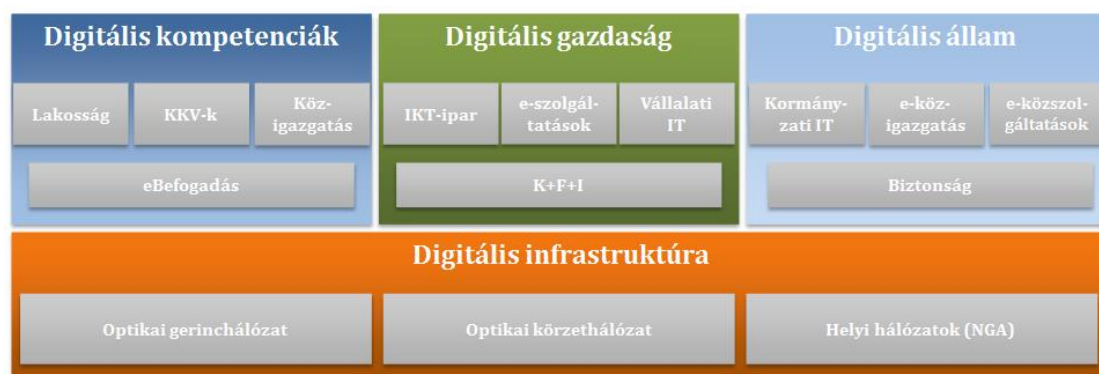 Digitális kompetenciák
Lakosság
KKV-k
Köz-
igazgatás
eBefogadás
Digitális gazdaság
IKT-ipar
e-szolgál-
tatások
Vállalati
IT
K+F+I
Digitális állam
Kormány-
zati IT
e-köz-
igazgatás
e-közszol-
gáltatások
Biztonság
Digitális infrastruktúra
Optikai gerinchálózat
Optikai körzethálózat
Helyi hálózatok (NGA)